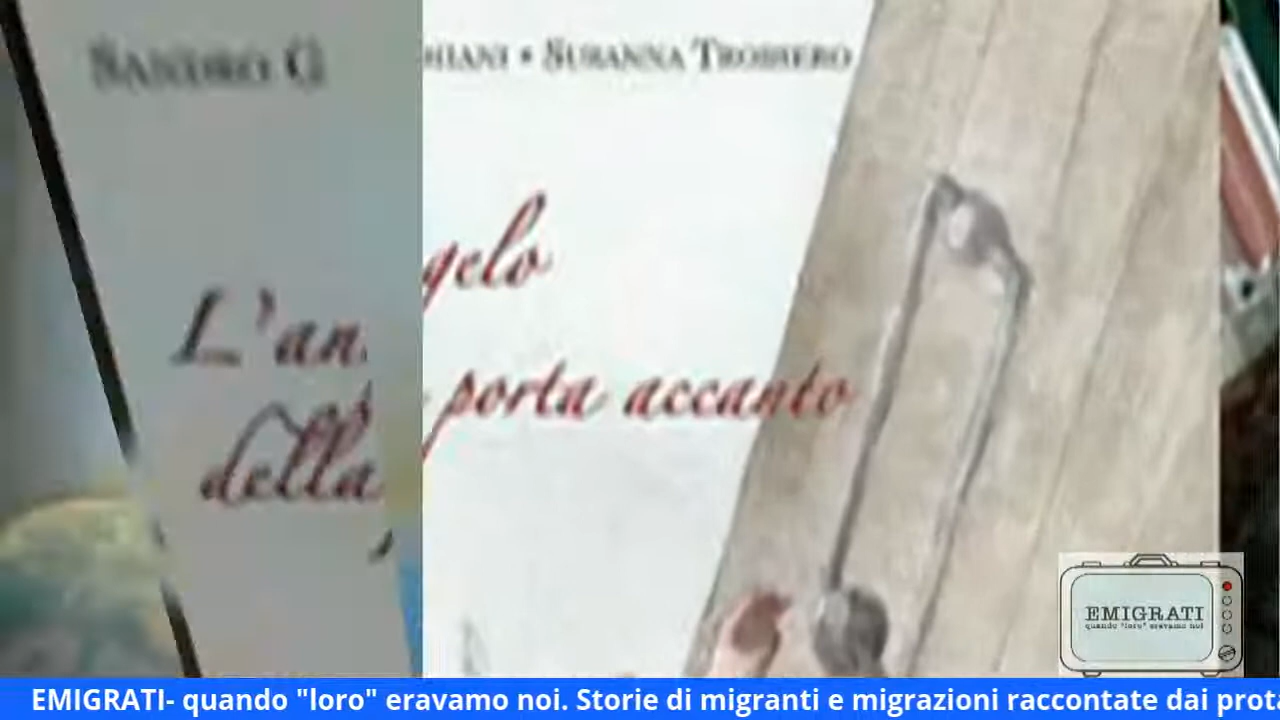 SANDRO G
HIANI • SUSANNA TROSSERO
L'an
gelo
della
porta accanto
EMIGRATI
quando "loro" eravamo noi
EMIGRATI- quando "loro" eravamo noi. Storie di migranti e migrazioni raccontate dai prota